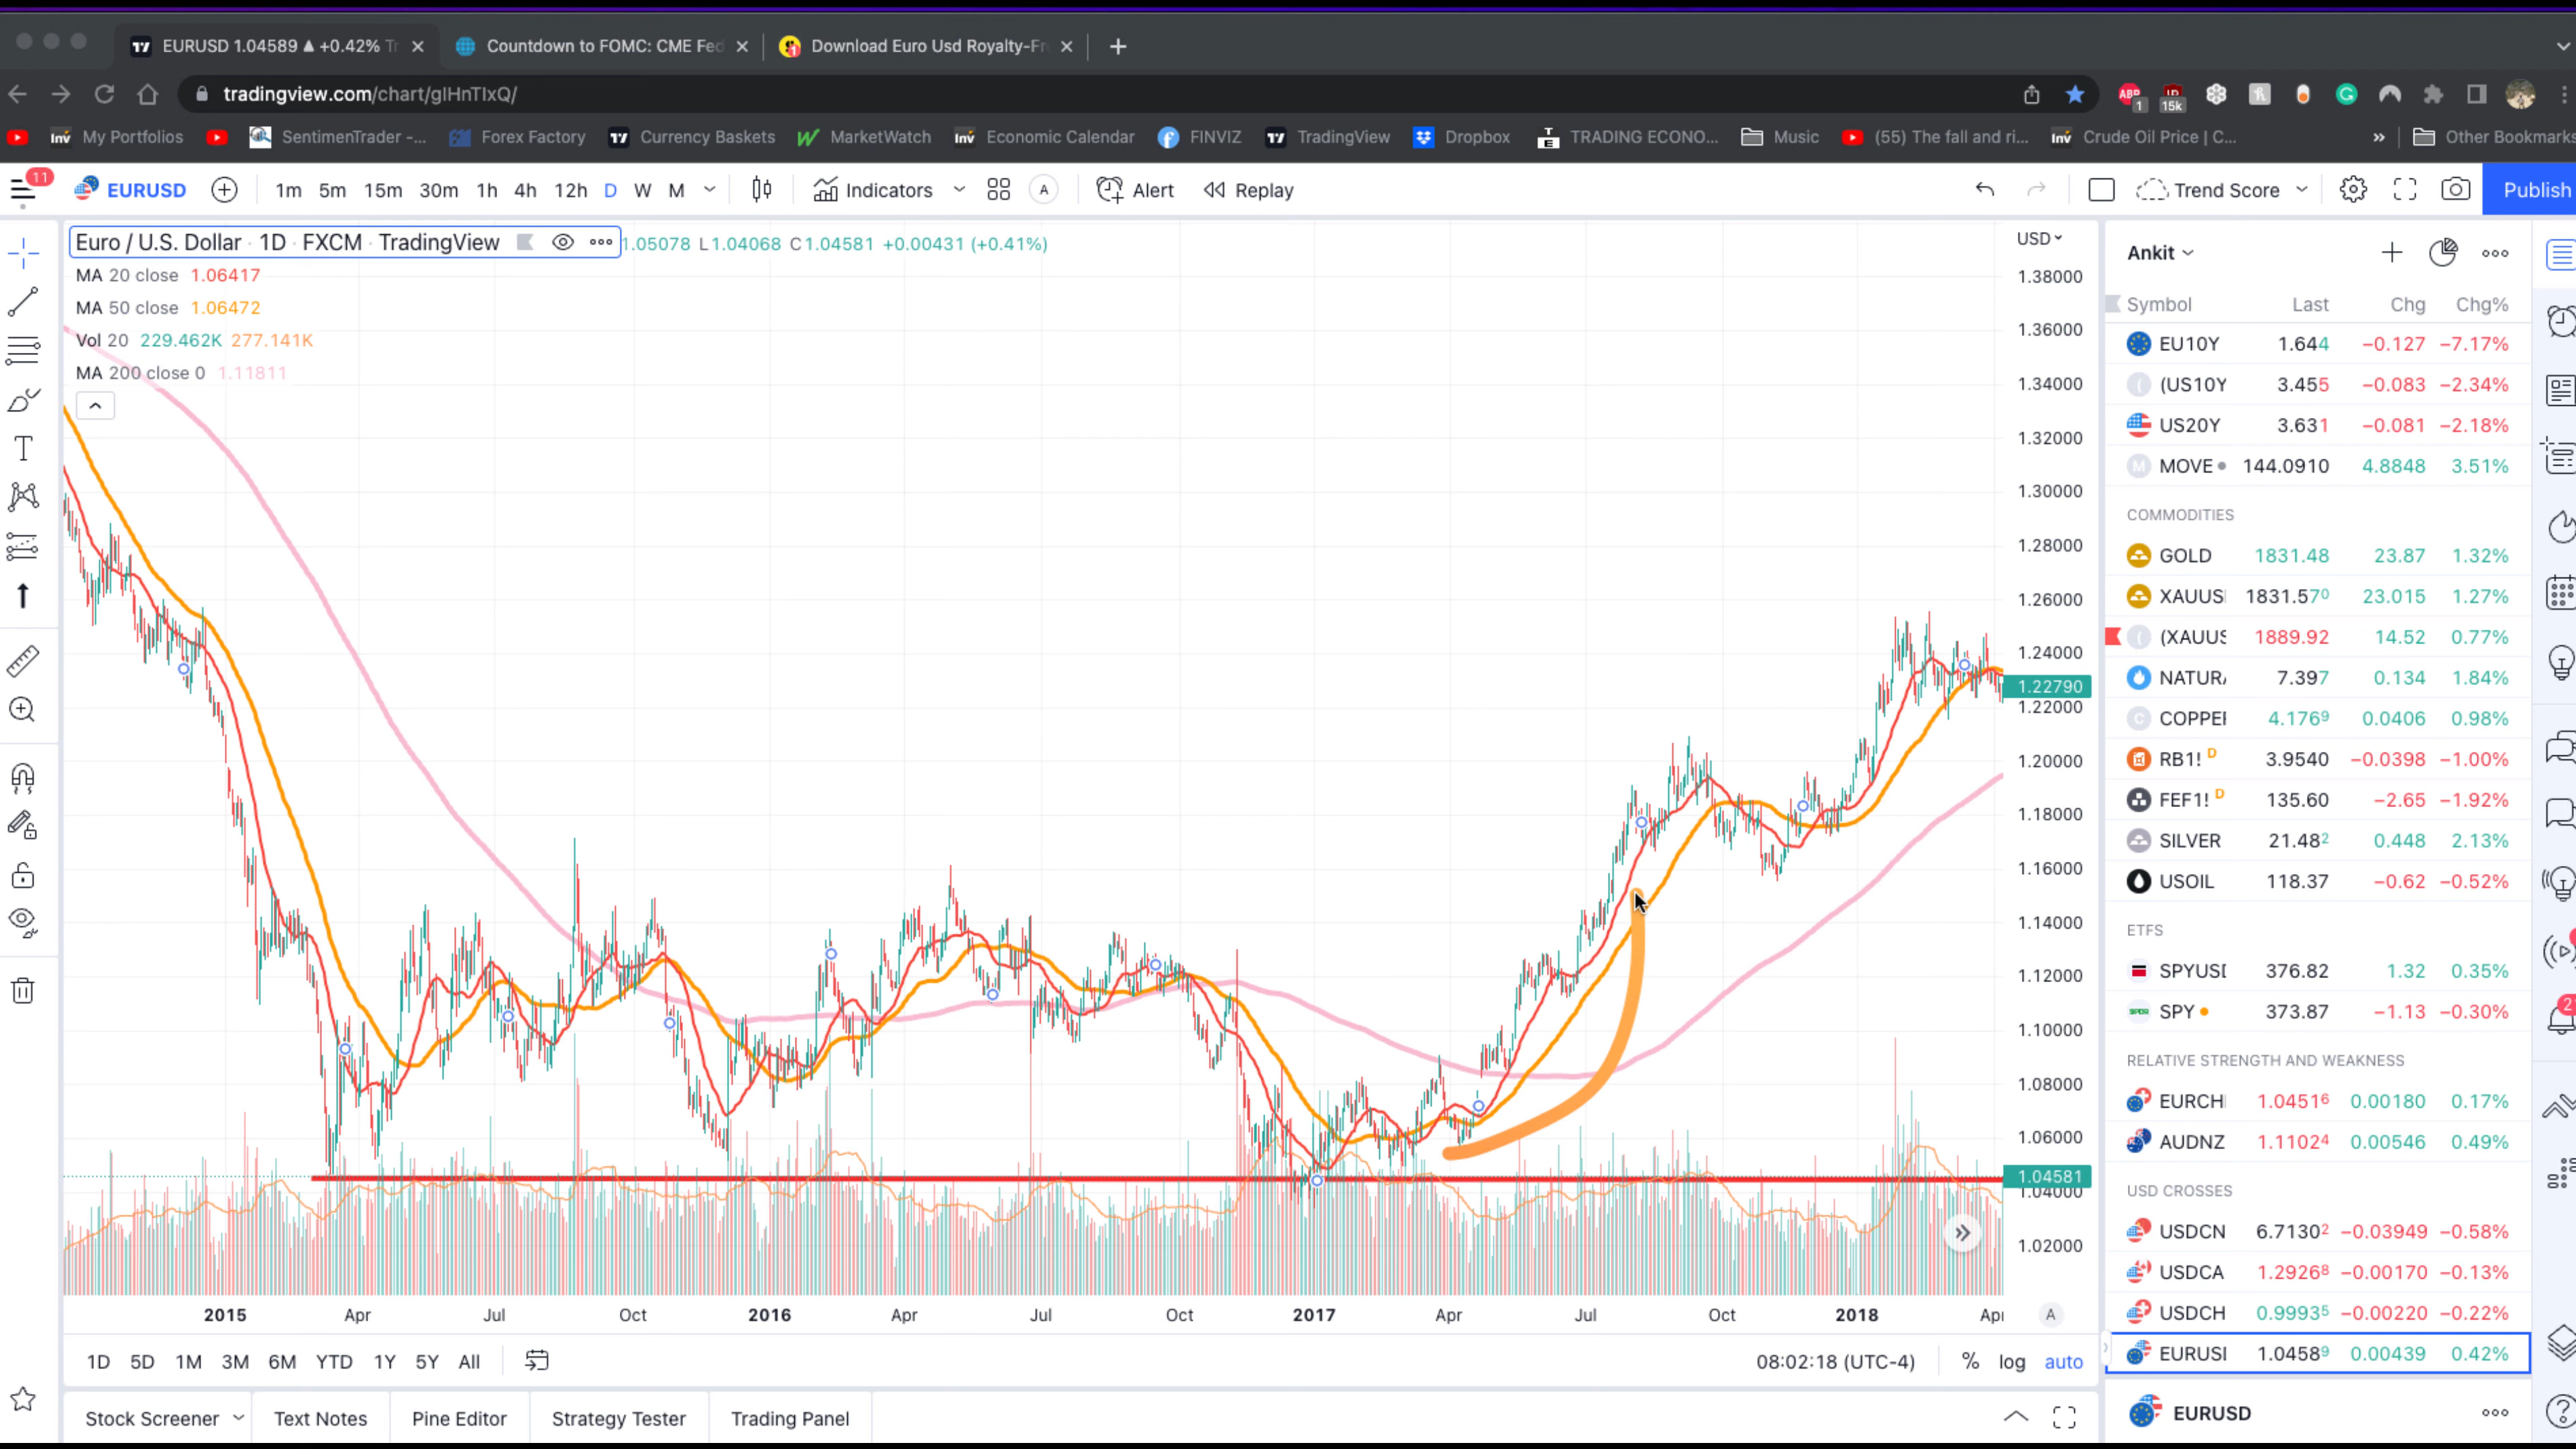 EURUSD 1.04589 ▲ +0.42% Tr
Countdown to FOMC: CME Fed
Download Euro Usd Royalty-Fr
tradingview.com/chart/glHnTIxQ/
ABP 1 15k
My Portfolios SentimenTrader -... Forex Factory Currency Baskets MarketWatch Economic Calendar FINVIZ TradingView Dropbox TRADING ECONO... Music (55) The fall and ri... Crude Oil Price | C... » Other Bookmarks
11 EURUSD 1m 5m 15m 30m 1h 4h 12h D W M Indicators A Alert Replay Trend Score Publish
Euro / U.S. Dollar · 1D · FXCM · TradingView 1.05078 L1.04068 C1.04581 +0.00431 (+0.41%)
MA 20 close 1.06417
MA 50 close 1.06472
Vol 20 229.462K 277.141K
MA 200 close 0 1.11811
USD
1.38000
1.36000
1.34000
1.32000
1.30000
1.28000
1.26000
1.24000
1.22790
1.22000
1.20000
1.18000
1.16000
1.14000
1.12000
1.10000
1.08000
1.06000
1.04581
1.04000
1.02000
2015 Apr Jul Oct 2016 Apr Jul Oct 2017 Apr Jul Oct 2018 Apr A
1D 5D 1M 3M 6M YTD 1Y 5Y All 08:02:18 (UTC-4) % log auto
Stock Screener Text Notes Pine Editor Strategy Tester Trading Panel
Ankit
Symbol Last Chg Chg%
EU10Y 1.644 −0.127 −7.17%
(US10Y 3.455 −0.083 −2.34%
US20Y 3.631 −0.081 −2.18%
MOVE 144.0910 4.8848 3.51%
COMMODITIES
GOLD 1831.48 23.87 1.32%
XAUUS 1831.570 23.015 1.27%
(XAUUS 1889.92 14.52 0.77%
NATUR 7.397 0.134 1.84%
COPPE 4.1769 0.0406 0.98%
RB1! D 3.9540 −0.0398 −1.00%
FEF1! D 135.60 −2.65 −1.92%
SILVER 21.482 0.448 2.13%
USOIL 118.37 −0.62 −0.52%
ETFS
SPYUSD 376.82 1.32 0.35%
SPY 373.87 −1.13 −0.30%
RELATIVE STRENGTH AND WEAKNESS
EURCH 1.04516 0.00180 0.17%
AUDNZ 1.11024 0.00546 0.49%
USD CROSSES
USDCN 6.71302 −0.03949 −0.58%
USDCA 1.29268 −0.00170 −0.13%
USDCH 0.99935 −0.00220 −0.22%
EURUSI 1.04589 0.00439 0.42%
EURUSD